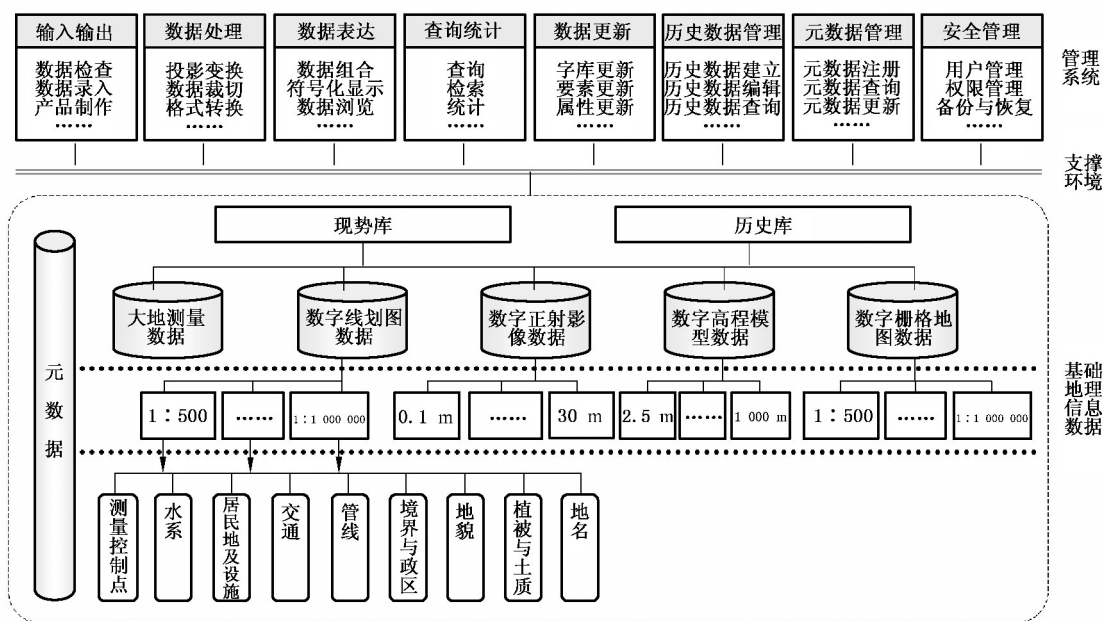 输入输出
数据检查
数据录入
产品制作
……
数据处理
投影变换
数据裁切
格式转换
……
数据表达
数据组合
符号化显示
数据浏览
……
查询统计
查询
检索
统计
……
数据更新
字库更新
要素更新
属性更新
……
历史数据管理
历史数据建立
历史数据编辑
历史数据查询
……
元数据管理
元数据注册
元数据查询
元数据更新
……
安全管理
用户管理
权限管理
备份与恢复
……
管理
系统
支撑
环境
现势库
历史库
元数据
大地测量
数据
数字线划图
数据
数字正射影
像数据
数字高程模
型数据
数字栅格地
图数据
1∶500
……
1∶1 000 000
0.1 m
……
30 m
2.5 m
……
1 000 m
1∶500
……
1∶1 000 000
基础
地理
信息
数据
测量控制点
水系
居民地及设施
交通
管线
境界与政区
地貌
植被与土质
地名